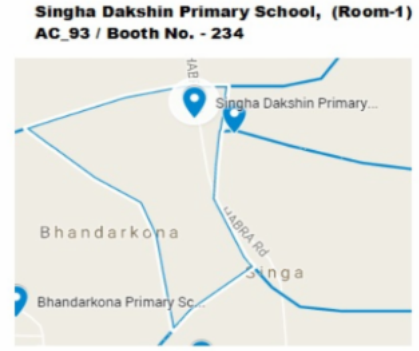 Singha Dakshin Primary School, (Room-1)
AC_93 / Booth No. - 234
HAB
Singha Dakshin Primary...
Bhandarkona
HABRA Rd
Singa
Bhandarkona Primary Sc...